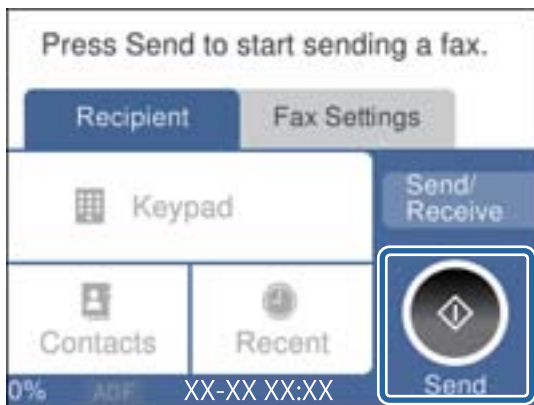 Press Send to start sending a fax.
Recipient
Fax Settings
Keypad
Send/
Receive
Contacts
Recent
Send
0%
ADF
XX-XX XX:XX